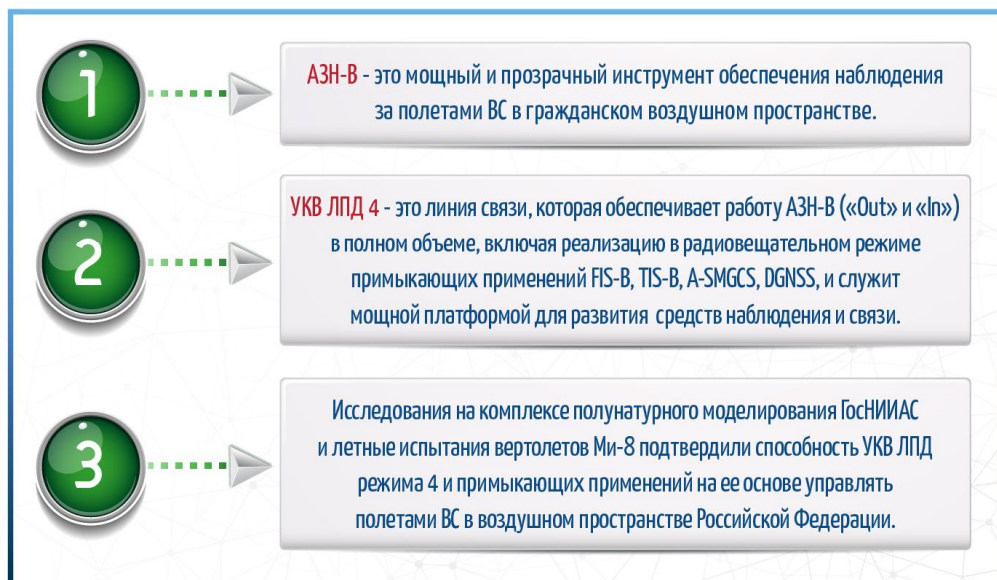 1
АЗН-В - это мощный и прозрачный инструмент обеспечения наблюдения
за полетами ВС в гражданском воздушном пространстве.
2
УКВ ЛПД 4 - это линия связи, которая обеспечивает работу АЗН-В («Out» и «In»)
в полном объеме, включая реализацию в радиовещательном режиме
примыкающих применений FIS-B, TIS-B, A-SMGCS, DGNSS, и служит
мощной платформой для развития средств наблюдения и связи.
3
Исследования на комплексе полунатурного моделирования ГосНИИАС
и летные испытания вертолетов Ми-8 подтвердили способность УКВ ЛПД
режима 4 и примыкающих применений на ее основе управлять
полетами ВС в воздушном пространстве Российской Федерации.